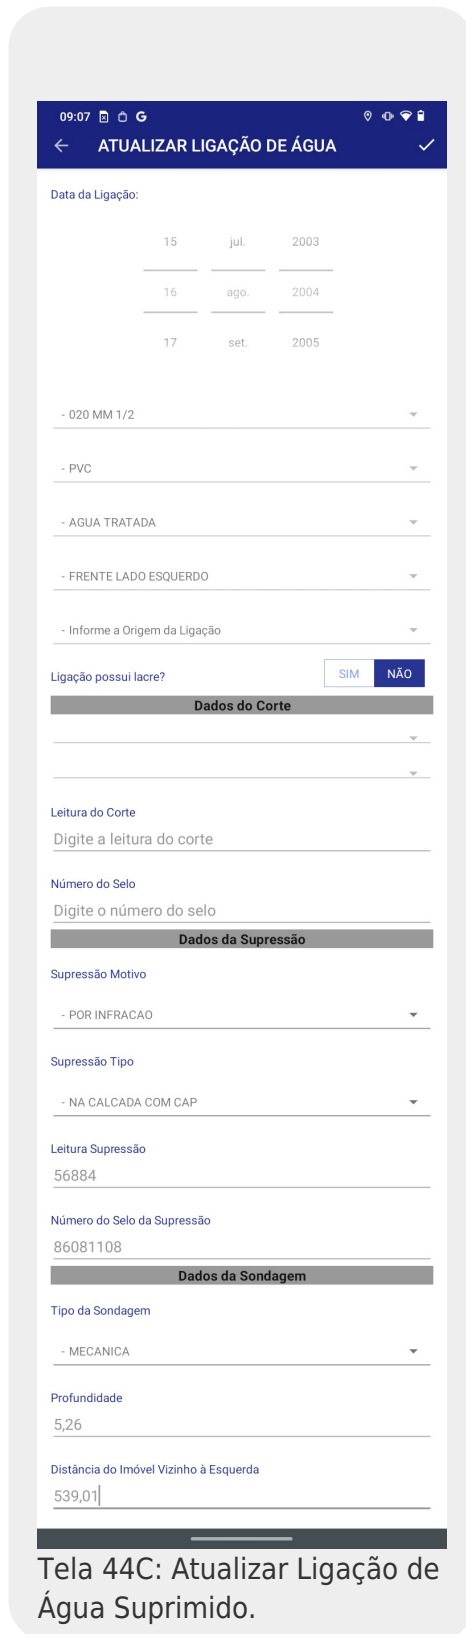 09:07 G
ATUALIZAR LIGAÇÃO DE ÁGUA
Data da Ligação:
15 jul. 2003
16 ago. 2004
17 set. 2005
- 020 MM 1/2
- PVC
- AGUA TRATADA
- FRENTE LADO ESQUERDO
- Informe a Origem da Ligação
Ligação possui lacre? SIM NÃO
Dados do Corte
Leitura do Corte
Digite a leitura do corte
Número do Selo
Digite o número do selo
Dados da Supressão
Supressão Motivo
- POR INFRACAO
Supressão Tipo
- NA CALCADA COM CAP
Leitura Supressão
56884
Número do Selo da Supressão
86081108
Dados da Sondagem
Tipo da Sondagem
- MECANICA
Profundidade
5,26
Distância do Imóvel Vizinho à Esquerda
539,01
Tela 44C: Atualizar Ligação de
Água Suprimido.